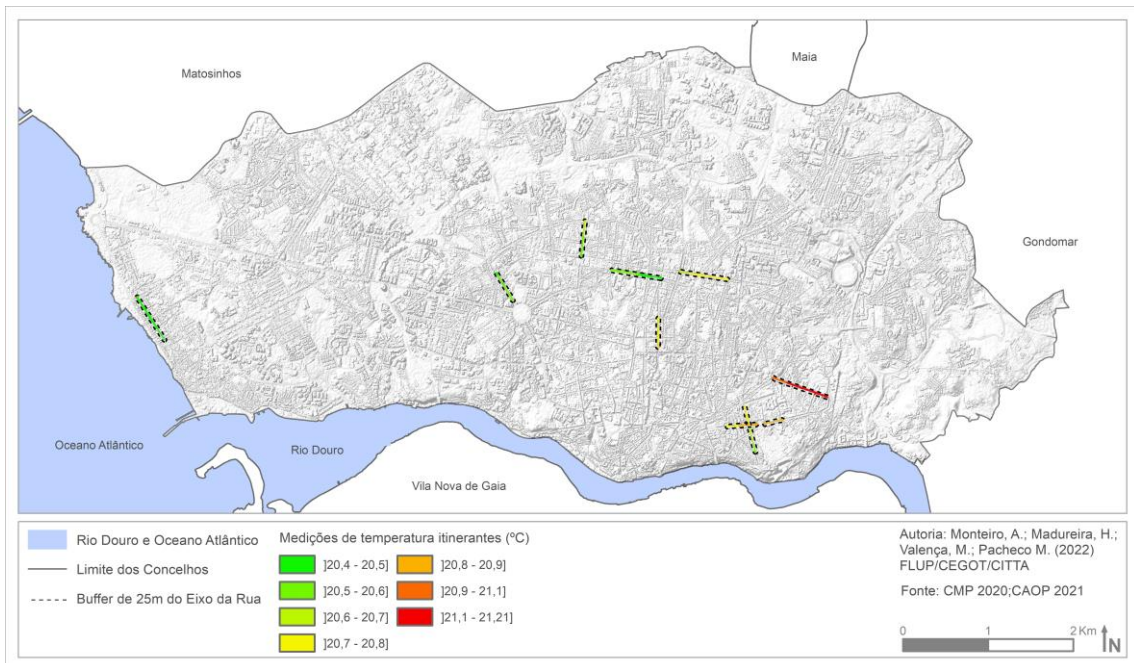 Matosinhos
Maia
Gondomar
Oceano Atlântico
Rio Douro
Vila Nova de Gaia
Rio Douro e Oceano Atlântico
Limite dos Concelhos
Buffer de 25m do Eixo da Rua
Medições de temperatura itinerantes (ºC)
]20,4 - 20,5]
]20,5 - 20,6]
]20,6 - 20,7]
]20,7 - 20,8]
]20,8 - 20,9]
]20,9 - 21,1]
]21,1 - 21,21]
Autoria: Monteiro, A.; Madureira, H.;
Valença, M.; Pacheco M. (2022)
FLUP/CEGOT/CITTA
Fonte: CMP 2020;CAOP 2021
0 1 2 Km
N